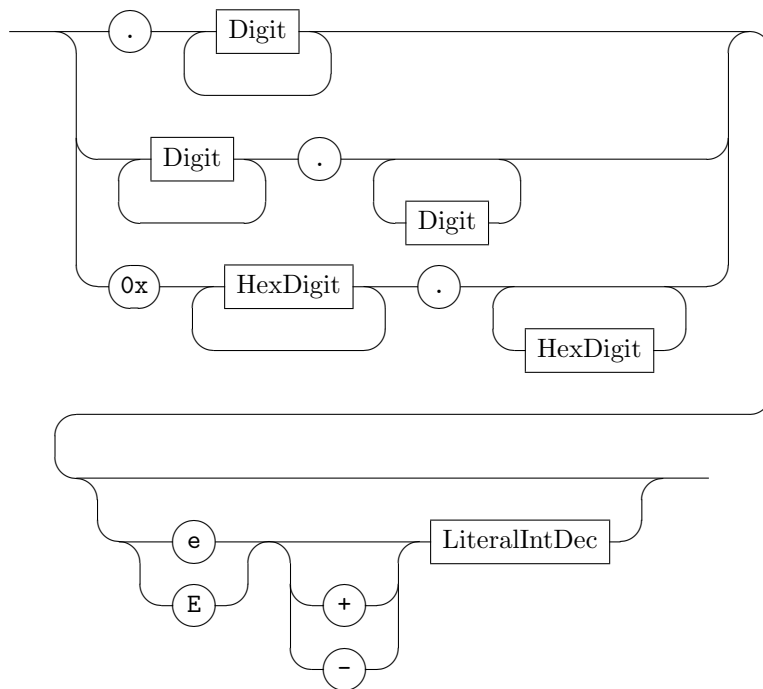 . Digit
Digit . Digit
0x HexDigit . HexDigit
e LiteralIntDec
E +
-